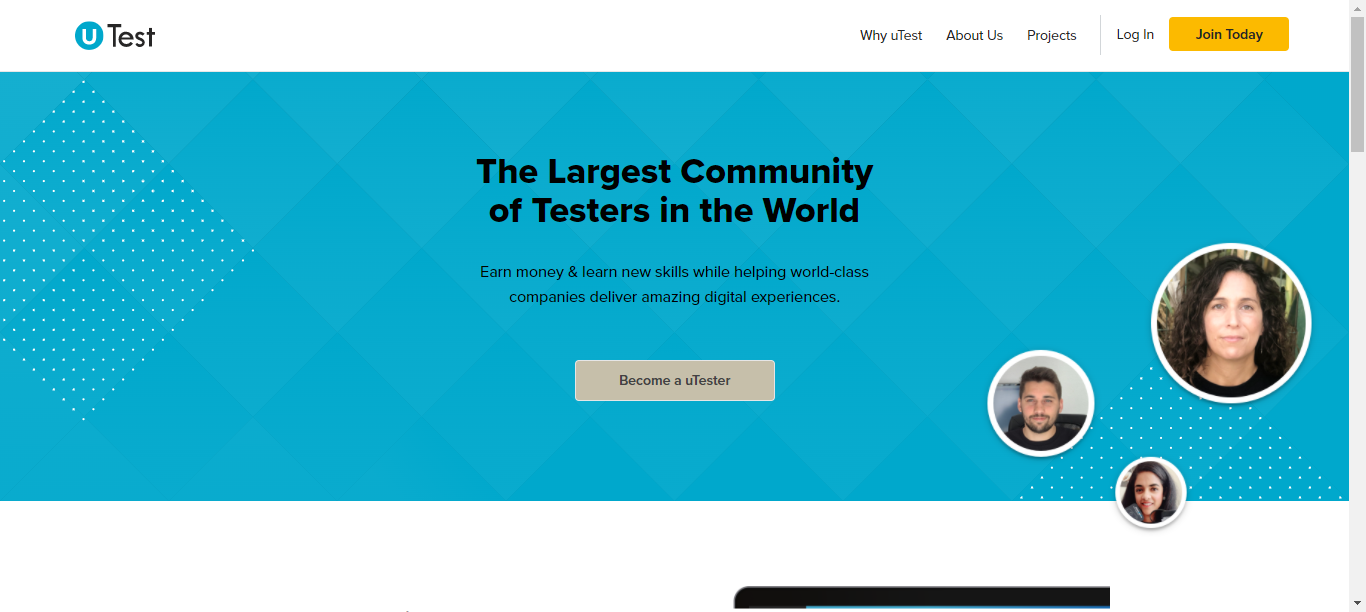 uTest
Why uTest
About Us
Projects
Log In
Join Today
The Largest Community
of Testers in the World
Earn money & learn new skills while helping world-class
companies deliver amazing digital experiences.
Become a uTester